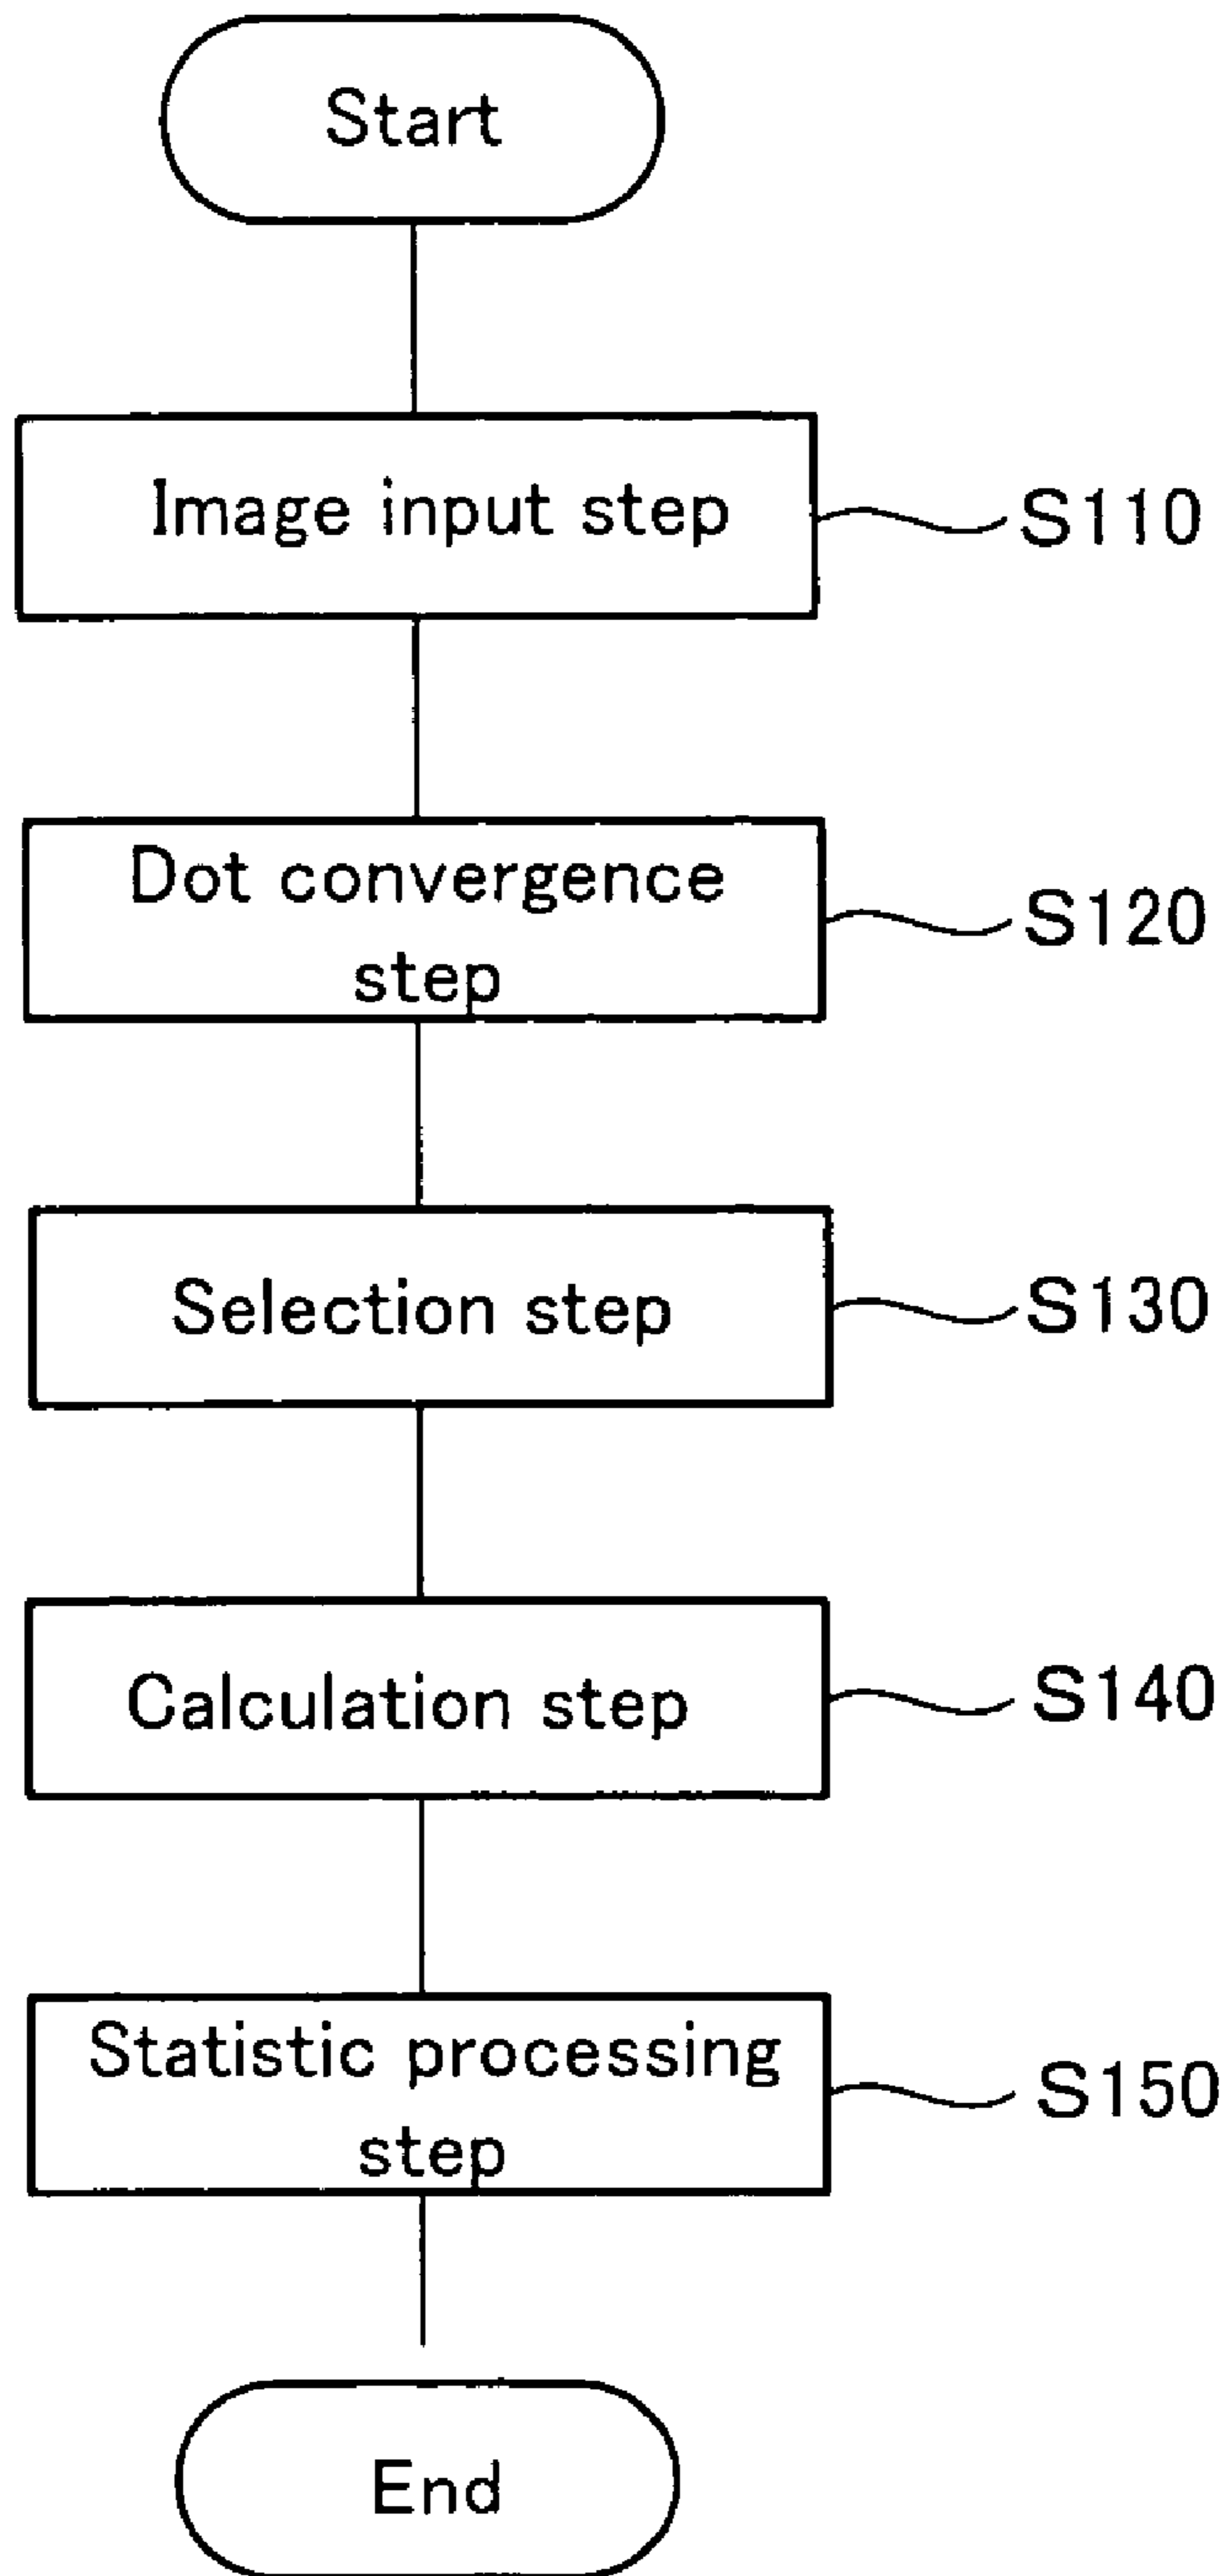 Start
Image input step
S110
Dot convergence
step
S120
Selection step
S130
Calculation step
S140
Statistic processing
step
S150
End